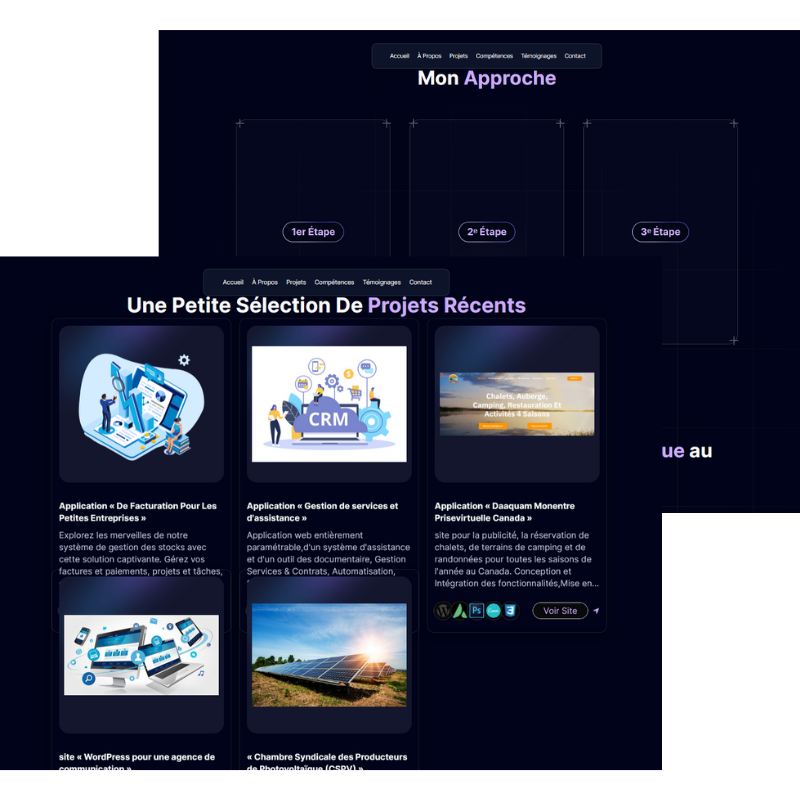 Accueil À Propos Projets Compétences Témoignages Contact
Mon Approche
1er Étape
2e Étape
3e Étape
ue au
Accueil À Propos Projets Compétences Témoignages Contact
Une Petite Sélection De Projets Récents
CRM
Chalets, Auberge,
Camping, Restauration Et
Activités 4 Saisons
Application « De Facturation Pour Les
Petites Entreprises »
Explorez les merveilles de notre
système de gestion des stocks avec
cette solution captivante. Gérez vos
factures et paiements, projets et tâches,
Application « Gestion de services et
d'assistance »
Application web entièrement
paramétrable,d'un système d'assistance
et d'un outil des documentaire, Gestion
Services & Contrats, Automatisation,
Application « Daaquam Monentre
Prisevirtuelle Canada »
site pour la publicité, la réservation de
chalets, de terrains de camping et de
randonnées pour toutes les saisons de
l'année au Canada. Conception et
Intégration des fonctionnalités,Mise en...
Ps
Voir Site
site « WordPress pour une agence de
communication »
« Chambre Syndicale des Producteurs
de Photovoltaïque (CSPV) »